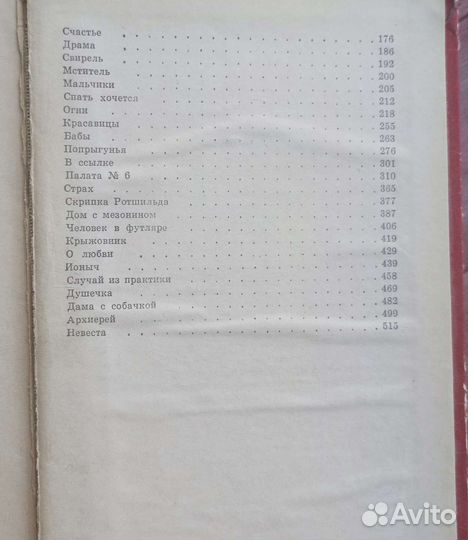 Счастье . . . . . . . . . . . . . . . . 176
Драма . . . . . . . . . . . . . . . . 186
Свирель . . . . . . . . . . . . . . . . 192
Мститель . . . . . . . . . . . . . . . . 200
Мальчики . . . . . . . . . . . . . . . . 205
Спать хочется . . . . . . . . . . . . . . 212
Огни . . . . . . . . . . . . . . . . 218
Красавицы . . . . . . . . . . . . . . . 255
Бабы . . . . . . . . . . . . . . . . 263
Попрыгунья . . . . . . . . . . . . . . . 276
В ссылке . . . . . . . . . . . . . . . . 301
Палата № 6 . . . . . . . . . . . . . . . 310
Страх . . . . . . . . . . . . . . . . 365
Скрипка Ротшильда . . . . . . . . . . . . 377
Дом с мезонином . . . . . . . . . . . . . 387
Человек в футляре . . . . . . . . . . . . 406
Крыжовник . . . . . . . . . . . . . . . 419
О любви . . . . . . . . . . . . . . . . 429
Ионыч . . . . . . . . . . . . . . . . 439
Случай из практики . . . . . . . . . . . . 458
Душечка . . . . . . . . . . . . . . . . 469
Дама с собачкой . . . . . . . . . . . . . 482
Архиерей . . . . . . . . . . . . . . . . 499
Невеста . . . . . . . . . . . . . . . . 515
Avito